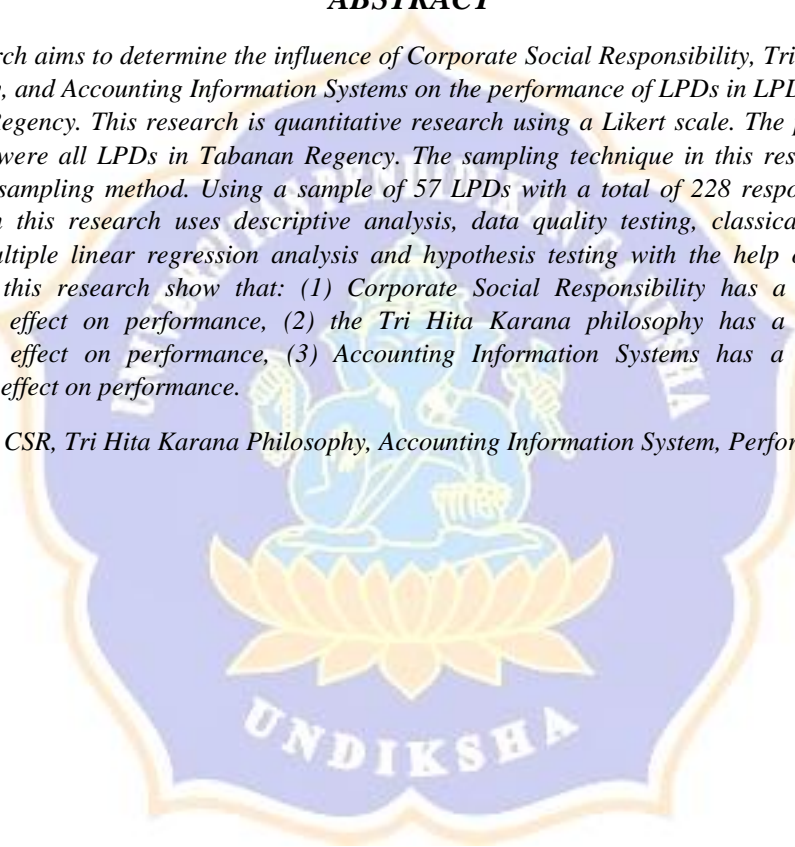 ABSTRACT
rch aims to determine the influence of Corporate Social Responsibility, Tri
, and Accounting Information Systems on the performance of LPDs in LPL
Regency. This research is quantitative research using a Likert scale. The p
were all LPDs in Tabanan Regency. The sampling technique in this res
sampling method. Using a sample of 57 LPDs with a total of 228 respo
n this research uses descriptive analysis, data quality testing, classica
ultiple linear regression analysis and hypothesis testing with the help
this research show that: (1) Corporate Social Responsibility has a
effect on performance, (2) the Tri Hita Karana philosophy has a
effect on performance, (3) Accounting Information Systems has a
effect on performance.
CSR, Tri Hita Karana Philosophy, Accounting Information System, Perfor
UNIVERSITAS PENDIDIKAN GANESHA
UNDIKSHA